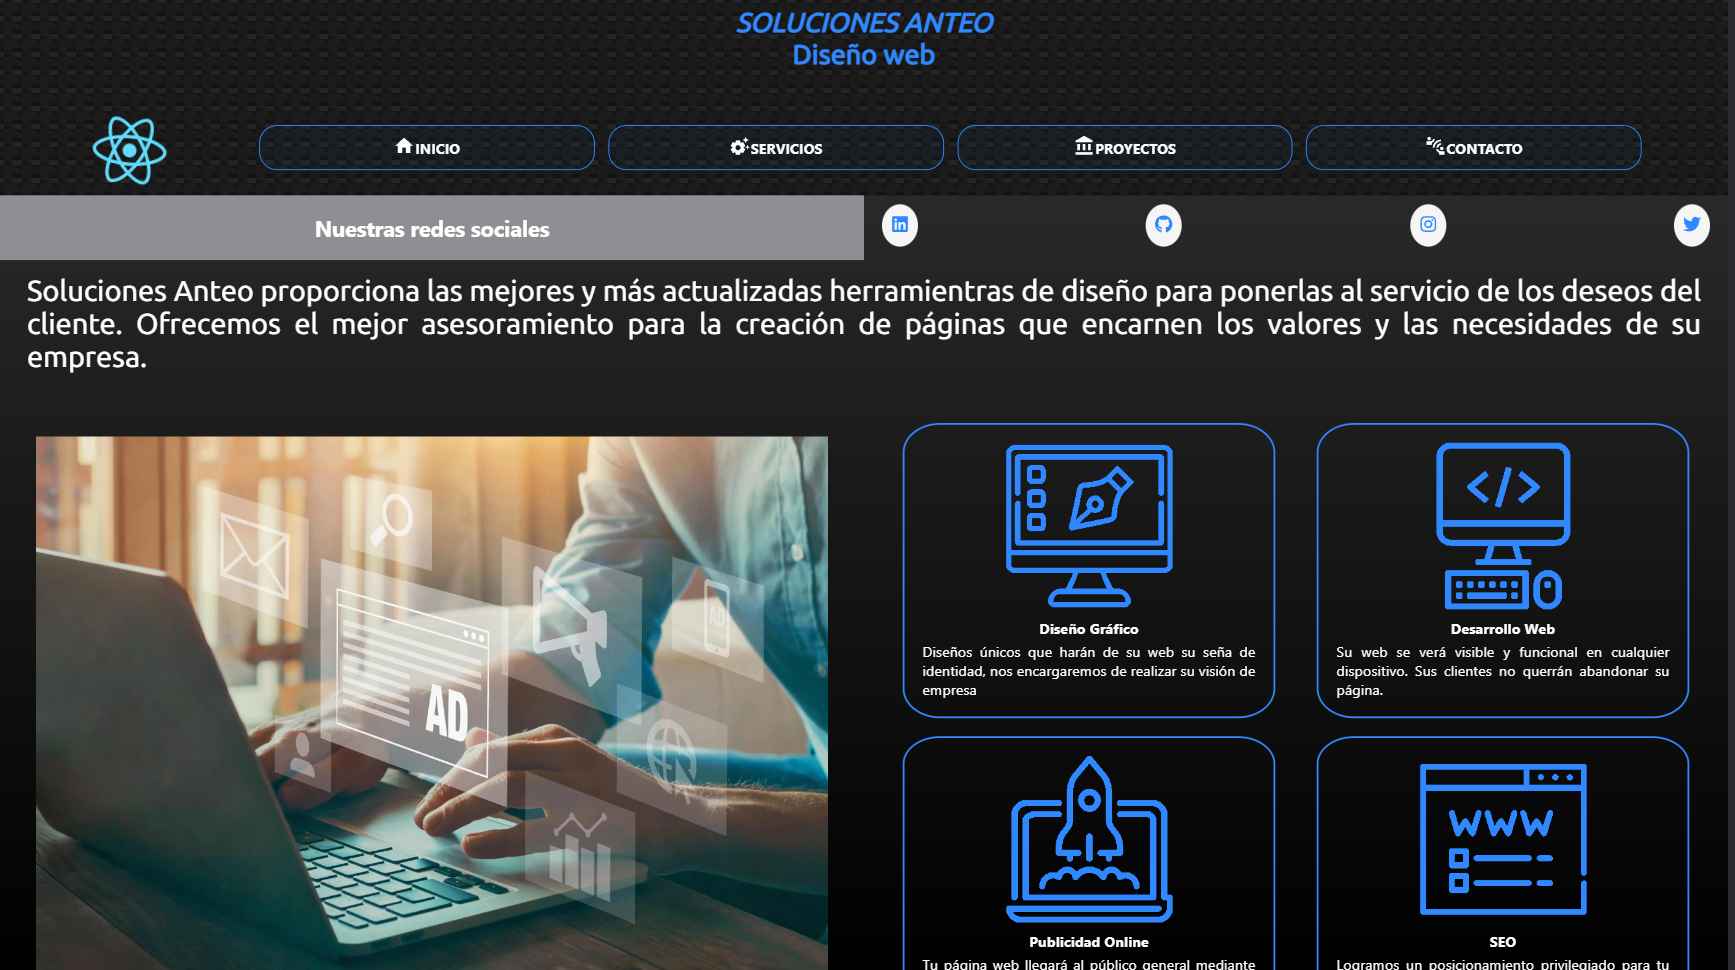 SOLUCIONES ANTEO
Diseño web
INICIO
SERVICIOS
PROYECTOS
CONTACTO
Nuestras redes sociales
Soluciones Anteo proporciona las mejores y más actualizadas herramientras de diseño para ponerlas al servicio de los deseos del
cliente. Ofrecemos el mejor asesoramiento para la creación de páginas que encarnen los valores y las necesidades de su
empresa.
AD
AD
Diseño Gráfico
Diseños únicos que harán de su web su seña de
identidad, nos encargaremos de realizar su visión de
empresa
Desarrollo Web
Su web se verá visible y funcional en cualquier
dispositivo. Sus clientes no querrán abandonar su
página.
WWW
Publicidad Online
Tu página web llegará al público general mediante
SEO
Logramos un posicionamiento privilegiado para tu